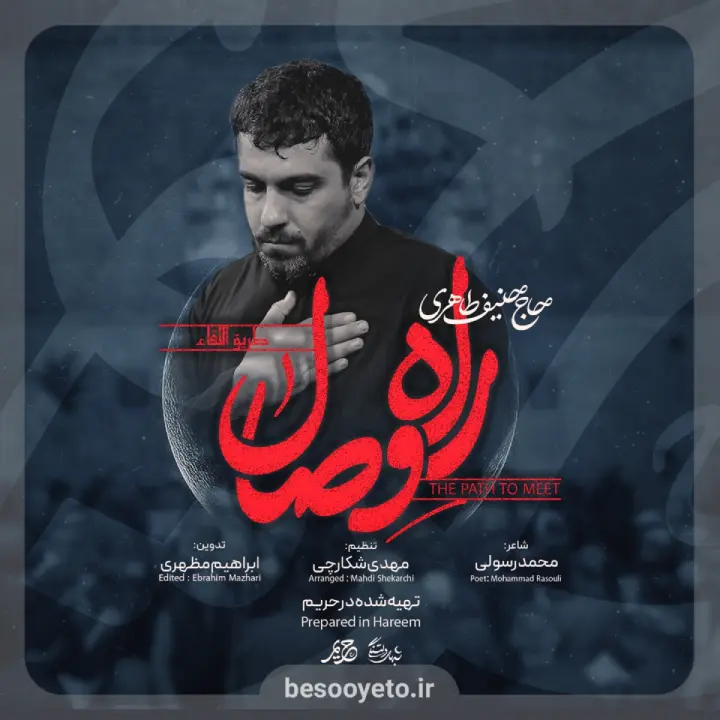 حاج حنیف طاهری
طریق اللقاء
راه وصال
THE PATH TO MEET
شاعر:
محمد رسولی
Poet: Mohammad Rasouli
تنظیم:
مهدی شکارچی
Arranged : Mahdi Shekarchi
تدوین:
ابراهیم مظهری
Edited : Ebrahim Mazhari
تهیه شده در حریم
Prepared in Hareem
حریم
besooyeto.ir